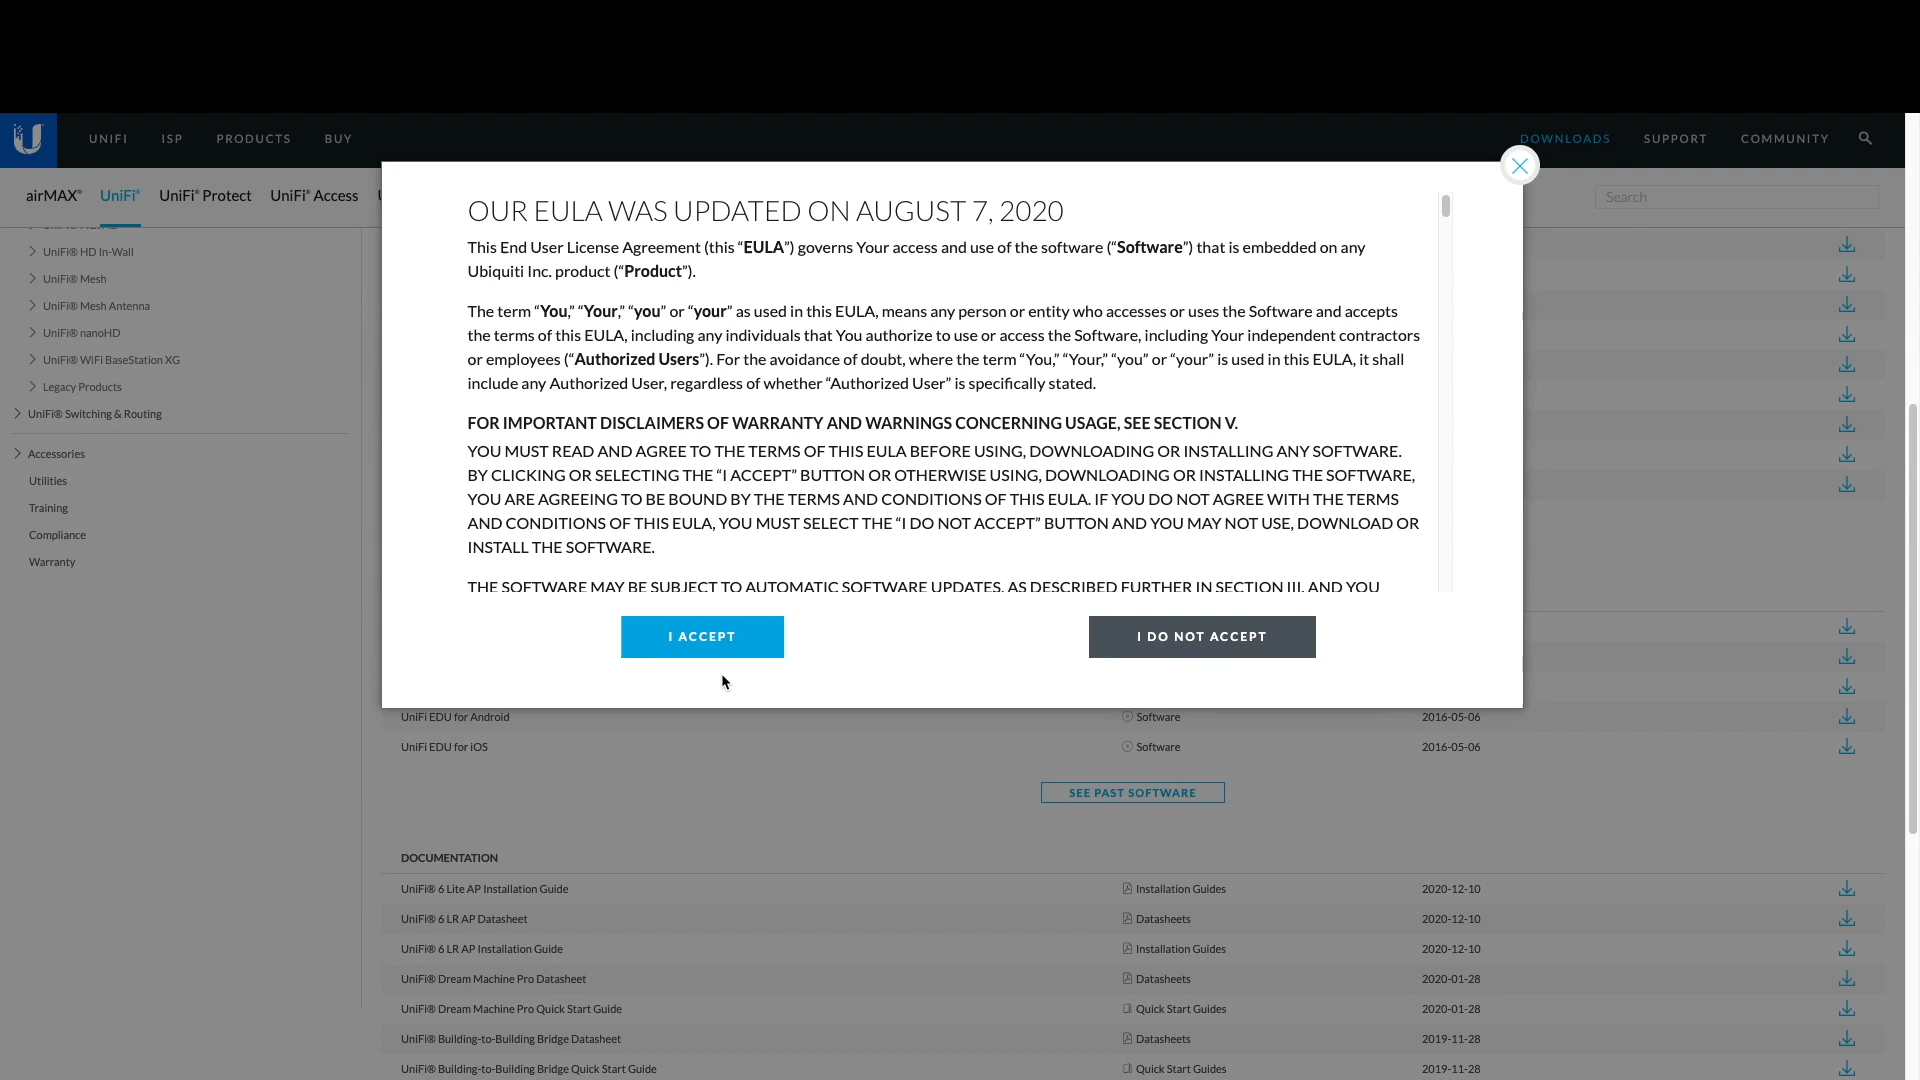 UNIFI ISP PRODUCTS BUY DOWNLOADS SUPPORT COMMUNITY
airMAX® UniFi® UniFi® Protect UniFi® Access Search
UniFi® HD In-Wall
UniFi® Mesh
UniFi® Mesh Antenna
UniFi® nanoHD
UniFi® WiFi BaseStation XG
Legacy Products
UniFi® Switching & Routing
Accessories
Utilities
Training
Compliance
Warranty
OUR EULA WAS UPDATED ON AUGUST 7, 2020
This End User License Agreement (this “EULA”) governs Your access and use of the software (“Software”) that is embedded on any
Ubiquiti Inc. product (“Product”).
The term “You,” “Your,” “you” or “your” as used in this EULA, means any person or entity who accesses or uses the Software and accepts
the terms of this EULA, including any individuals that You authorize to use or access the Software, including Your independent contractors
or employees (“Authorized Users”). For the avoidance of doubt, where the term “You,” “Your,” “you” or “your” is used in this EULA, it shall
include any Authorized User, regardless of whether “Authorized User” is specifically stated.
FOR IMPORTANT DISCLAIMERS OF WARRANTY AND WARNINGS CONCERNING USAGE, SEE SECTION V.
YOU MUST READ AND AGREE TO THE TERMS OF THIS EULA BEFORE USING, DOWNLOADING OR INSTALLING ANY SOFTWARE.
BY CLICKING OR SELECTING THE “I ACCEPT” BUTTON OR OTHERWISE USING, DOWNLOADING OR INSTALLING THE SOFTWARE,
YOU ARE AGREEING TO BE BOUND BY THE TERMS AND CONDITIONS OF THIS EULA. IF YOU DO NOT AGREE WITH THE TERMS
AND CONDITIONS OF THIS EULA, YOU MUST SELECT THE “I DO NOT ACCEPT” BUTTON AND YOU MAY NOT USE, DOWNLOAD OR
INSTALL THE SOFTWARE.
THE SOFTWARE MAY BE SUBJECT TO AUTOMATIC SOFTWARE UPDATES, AS DESCRIBED FURTHER IN SECTION III, AND YOU
I ACCEPT I DO NOT ACCEPT
UniFi EDU for Android Software 2016-05-06
UniFi EDU for iOS Software 2016-05-06
SEE PAST SOFTWARE
DOCUMENTATION
UniFi® 6 Lite AP Installation Guide Installation Guides 2020-12-10
UniFi® 6 LR AP Datasheet Datasheets 2020-12-10
UniFi® 6 LR AP Installation Guide Installation Guides 2020-12-10
UniFi® Dream Machine Pro Datasheet Datasheets 2020-01-28
UniFi® Dream Machine Pro Quick Start Guide Quick Start Guides 2020-01-28
UniFi® Building-to-Building Bridge Datasheet Datasheets 2019-11-28
UniFi® Building-to-Building Bridge Quick Start Guide Quick Start Guides 2019-11-28